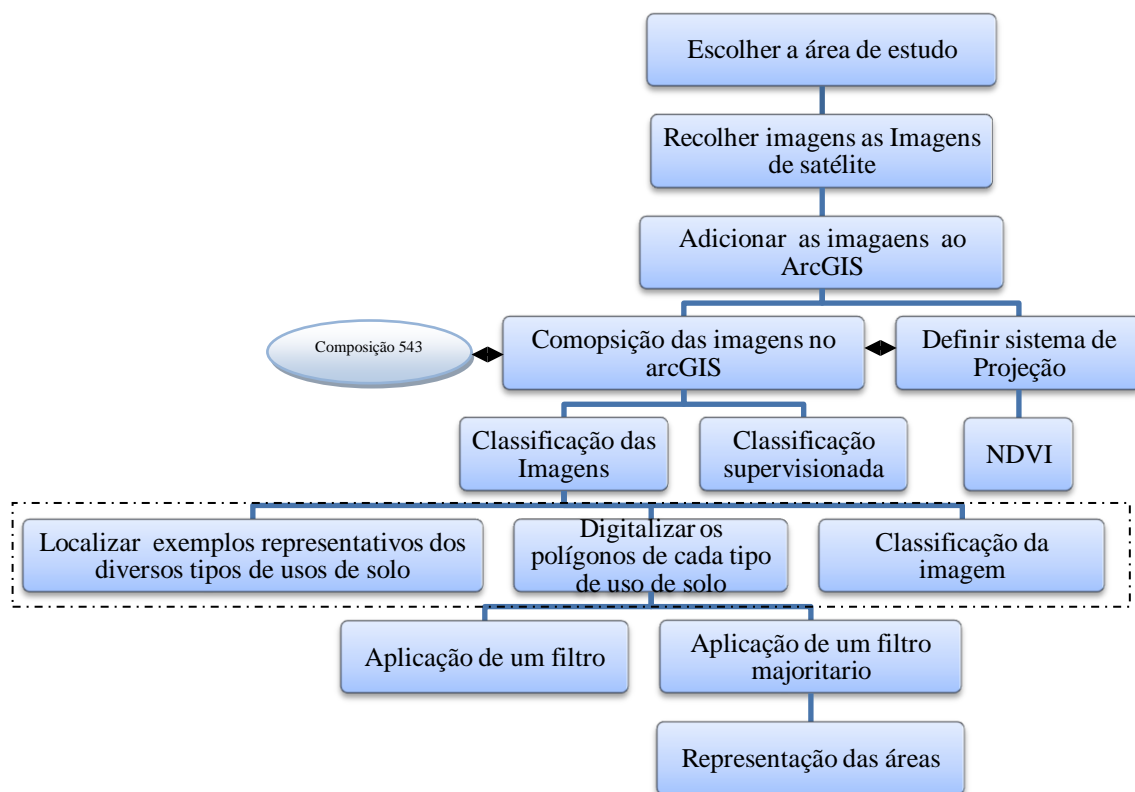 Escolher a área de estudo
Recolher imagens as Imagens
de satélite
Adicionar as imagaens ao
ArcGIS
Composição 543
Comopsição das imagens no
arcGIS
Definir sistema de
Projeção
Classificação das
Imagens
Classificação
supervisionada
NDVI
Localizar exemplos representativos dos
diversos tipos de usos de solo
Digitalizar os
polígonos de cada tipo
de uso de solo
Classificação da
imagem
Aplicação de um filtro
Aplicação de um filtro
majoritario
Representação das áreas